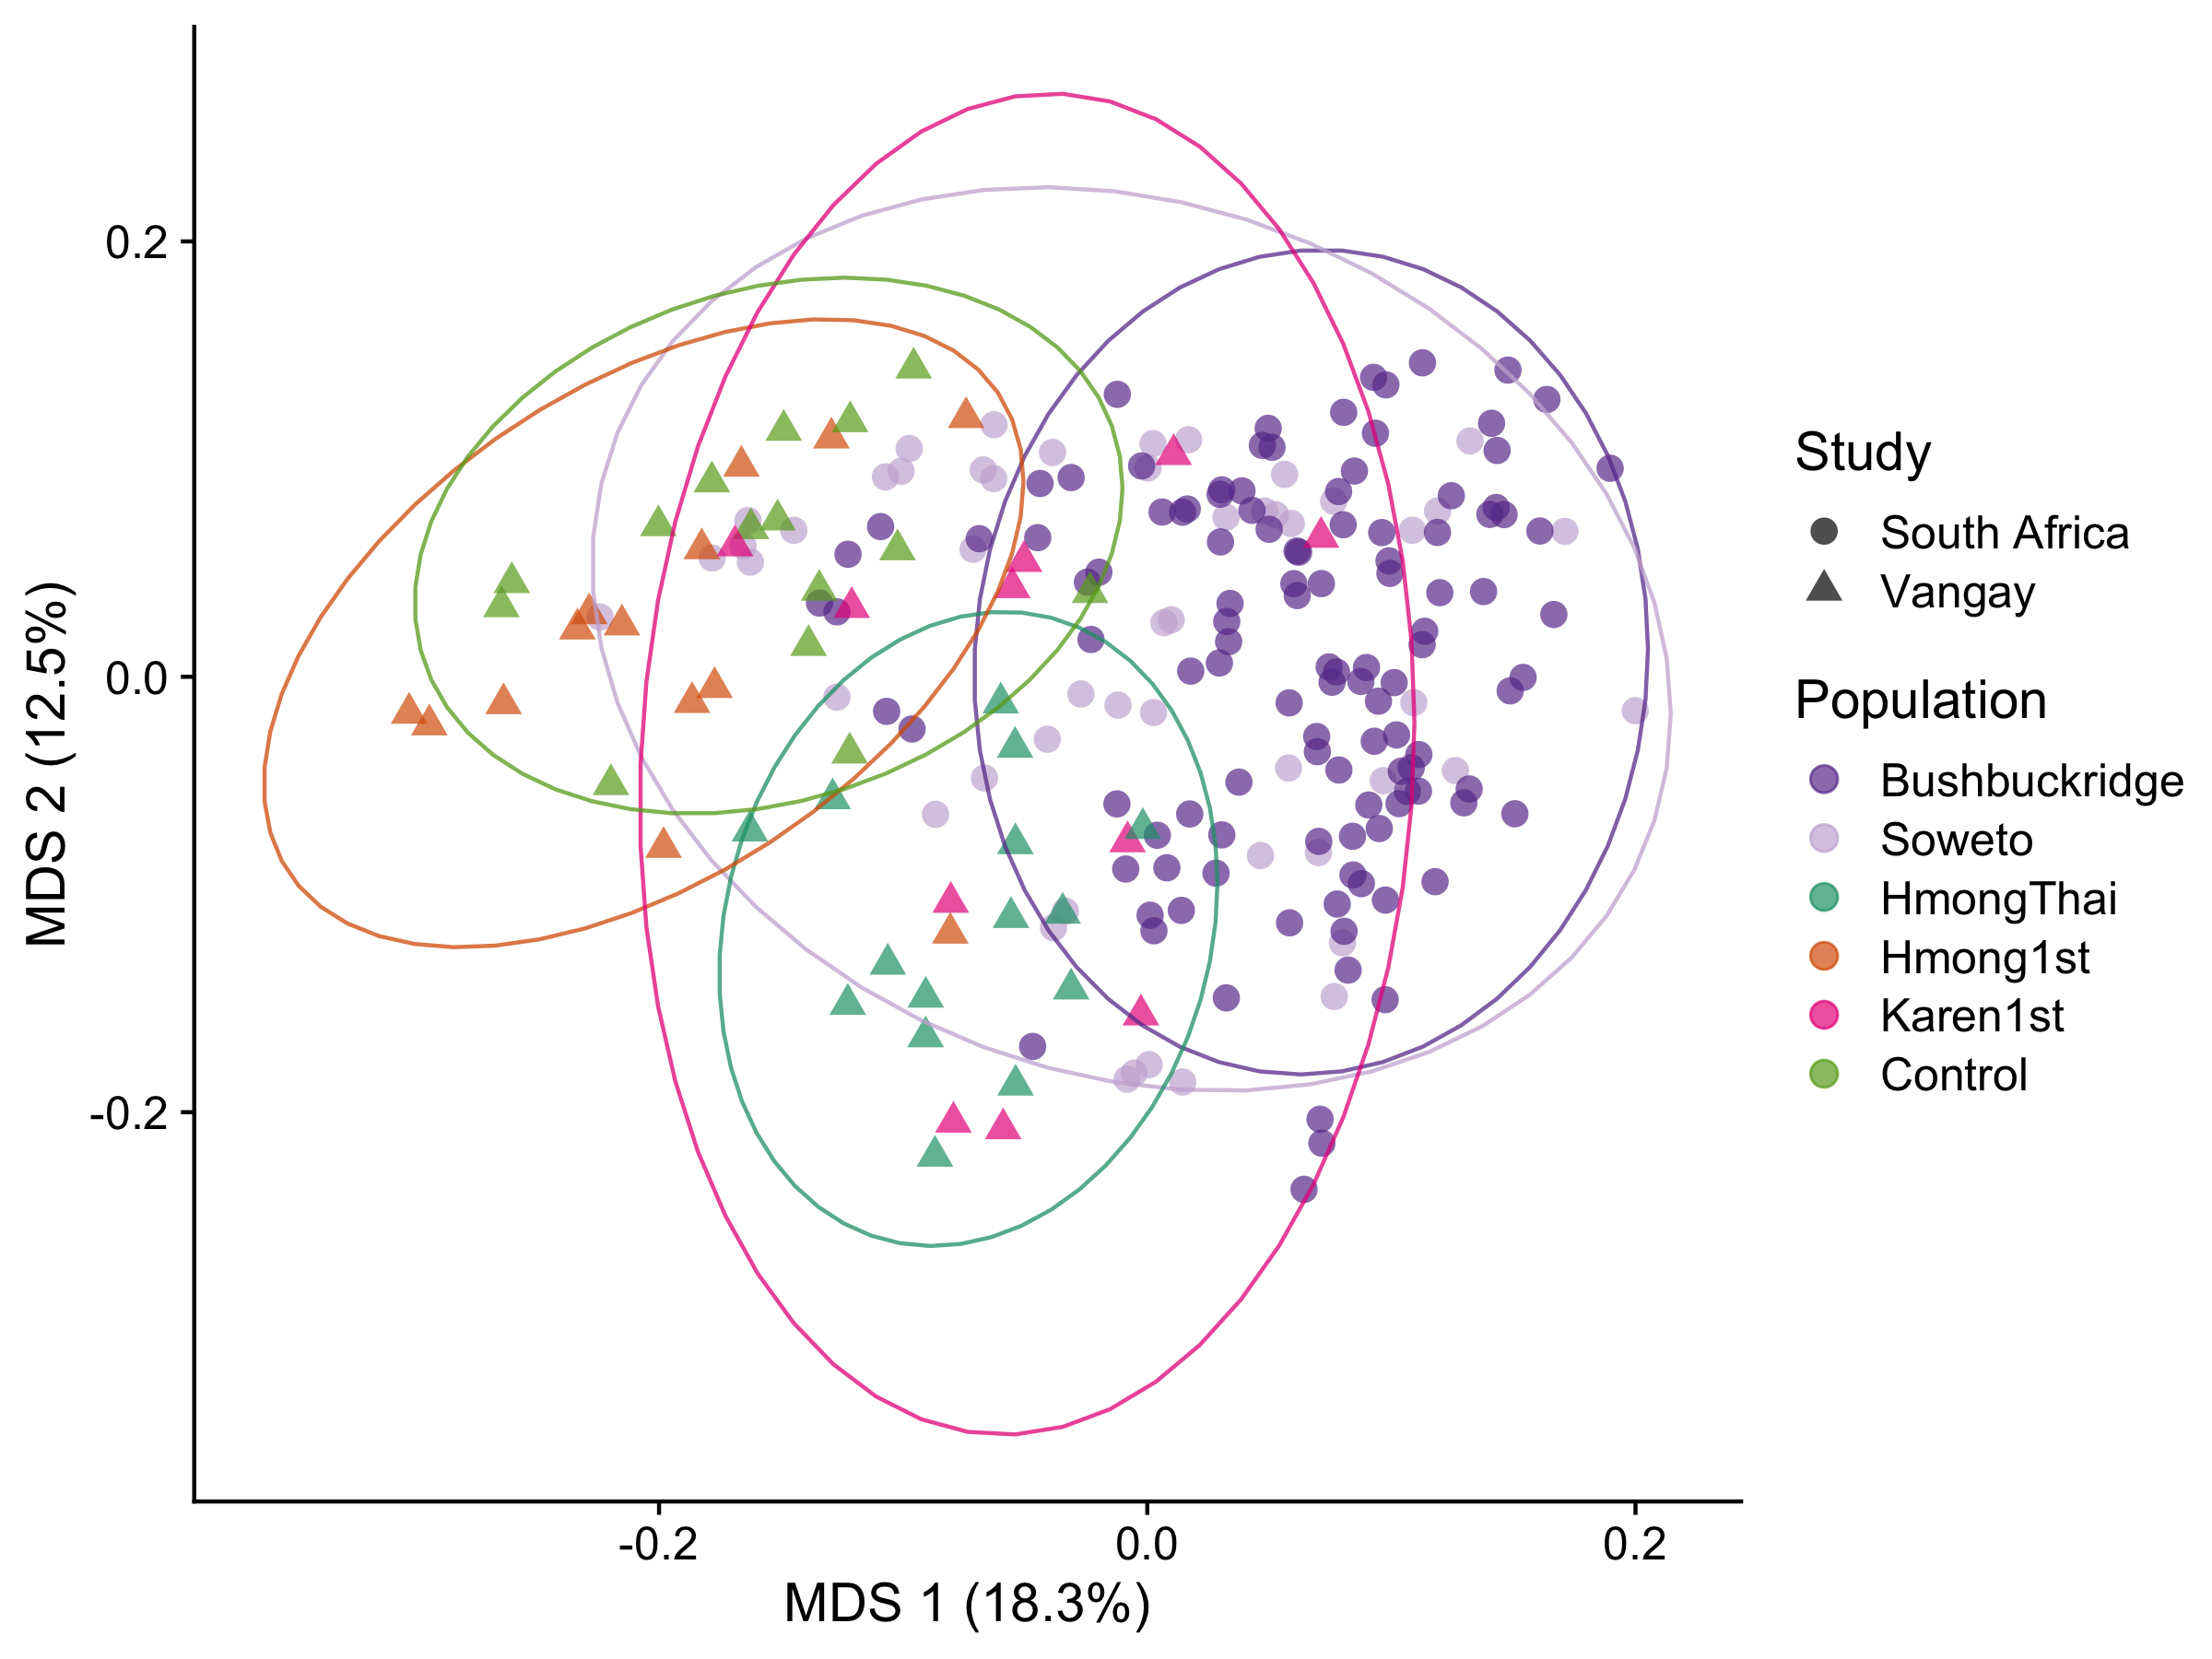 MDS 2 (12.5%)
0.2
0.0
-0.2
-0.2
0.0
0.2
MDS 1 (18.3%)
Study
South Africa
Vangay
Population
Bushbuckridge
Soweto
HmongThai
Hmong1st
Karen1st
Control